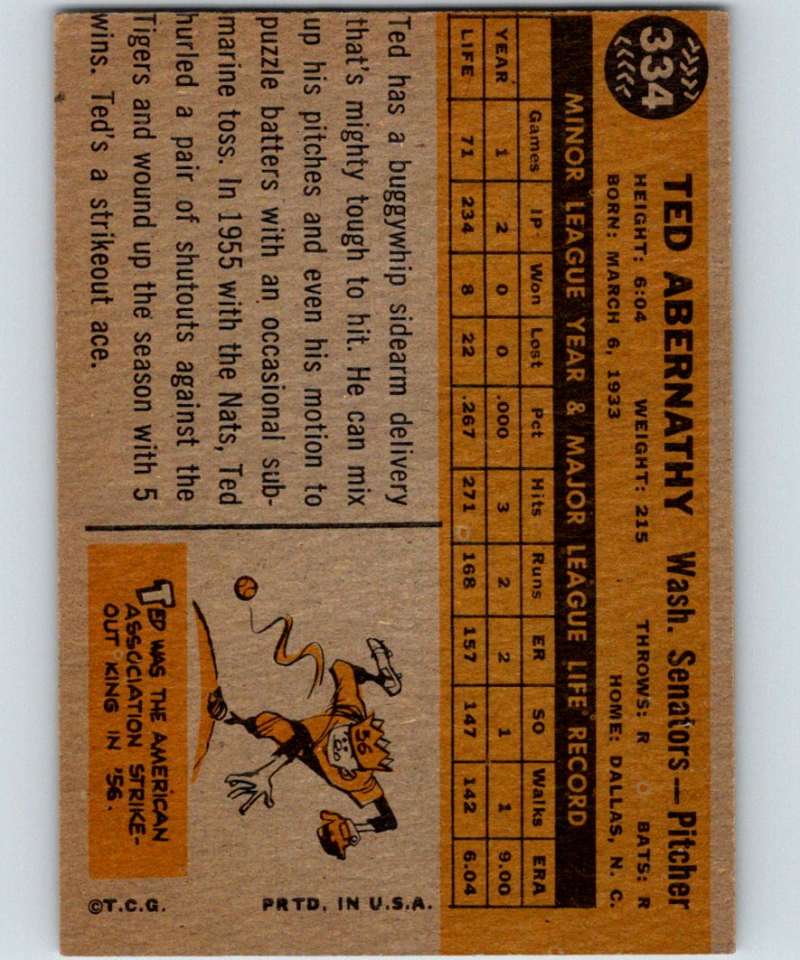 334
TED ABERNATHY Wash. Senators — Pitcher
HEIGHT: 6:04 WEIGHT: 215 THROWS: R BATS: R
BORN: MARCH 6, 1933 HOME: DALLAS, N. C.
MINOR LEAGUE YEAR & MAJOR LEAGUE LIFE RECORD
Games IP Won Lost Pct Hits Runs ER SO Walks ERA
YEAR 1 2 0 0 .000 3 2 2 1 1 9.00
LIFE 71 234 8 22 .267 271 168 157 147 142 6.04
Ted has a buggywhip sidearm delivery
that's mighty tough to hit. He can mix
up his pitches and even his motion to
puzzle batters with an occasional sub-
marine toss. In 1955 with the Nats, Ted
hurled a pair of shutouts against the
Tigers and wound up the season with 5
wins. Ted's a strikeout ace.
56
TED WAS THE AMERICAN
ASSOCIATION STRIKE-
OUT KING IN '56.
©T.C.G. PRTD. IN U.S.A.